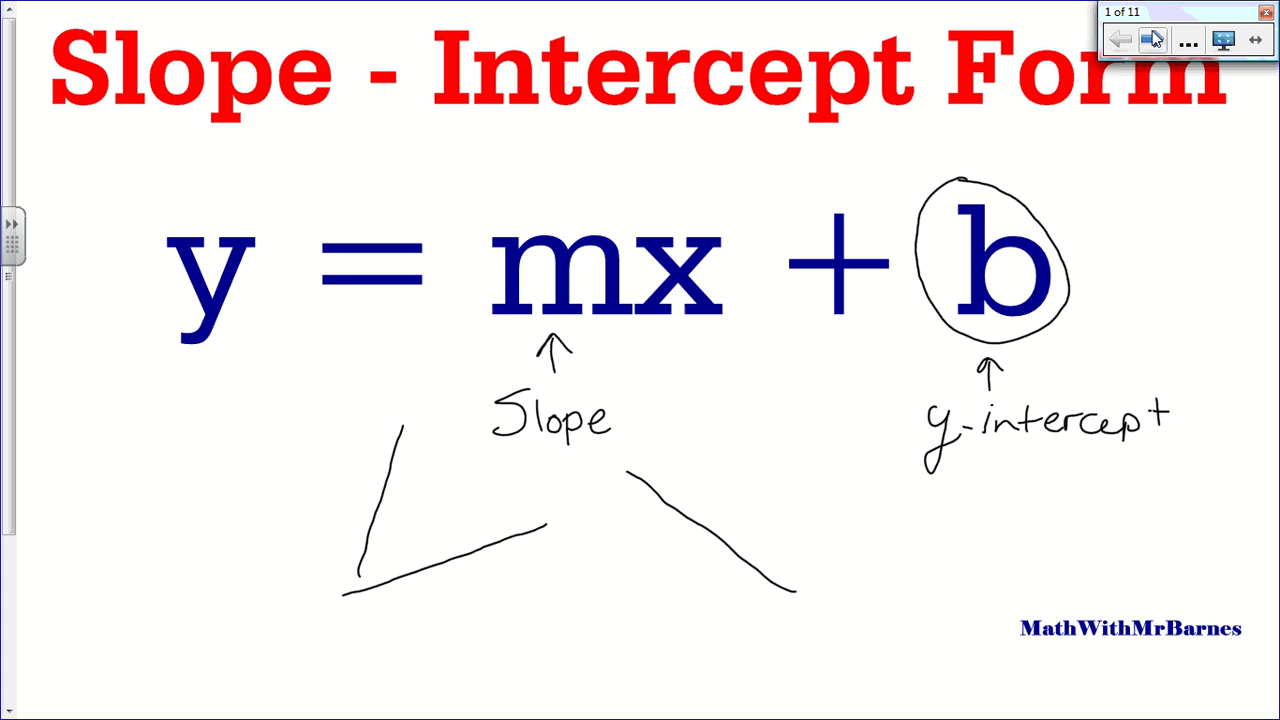 1 of 11
Slope - Intercept Form
y = mx + b
Slope
y-intercept
MathWithMrBarnes